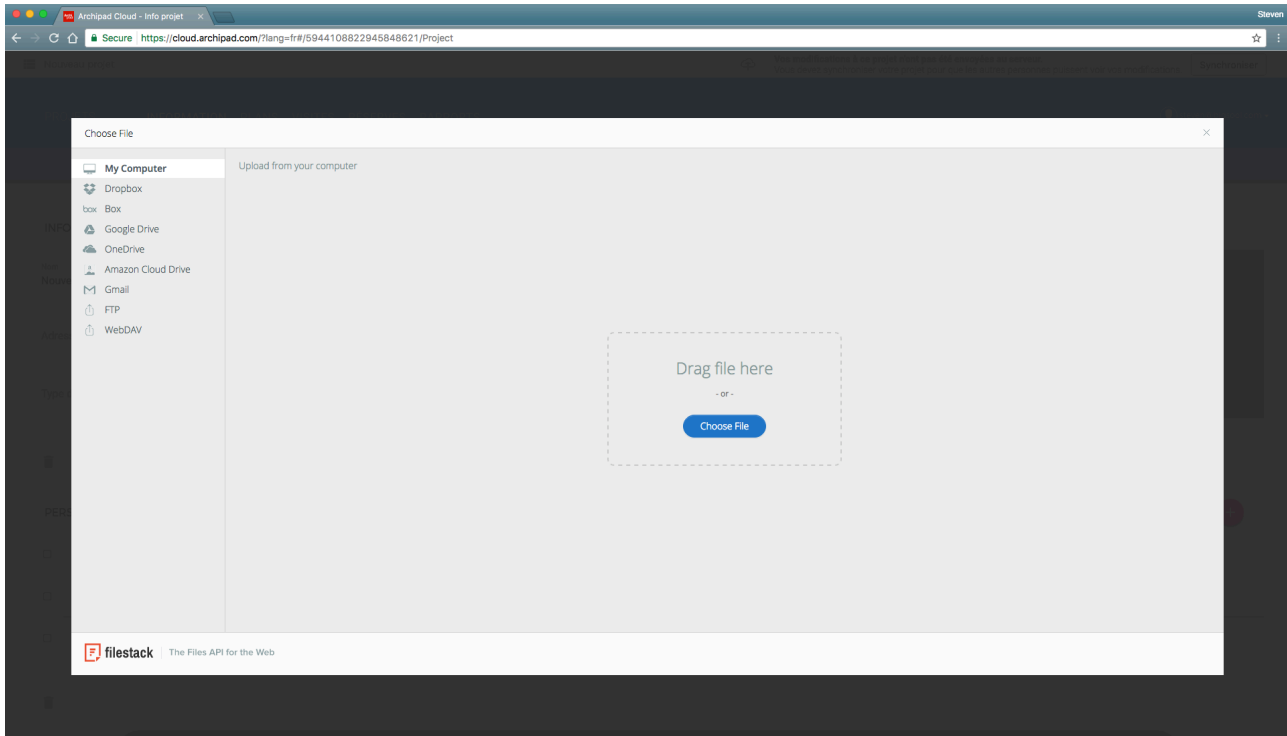 Archipad Cloud - Info projet
Steven
Secure https://cloud.archipad.com/?lang=fr#/5944108822945848621/Project
Choose File
My Computer
Upload from your computer
Dropbox
box Box
Google Drive
OneDrive
Amazon Cloud Drive
Gmail
FTP
WebDAV
INFO
PERS
Drag file here
- or -
Choose File
filestack
The Files API for the Web